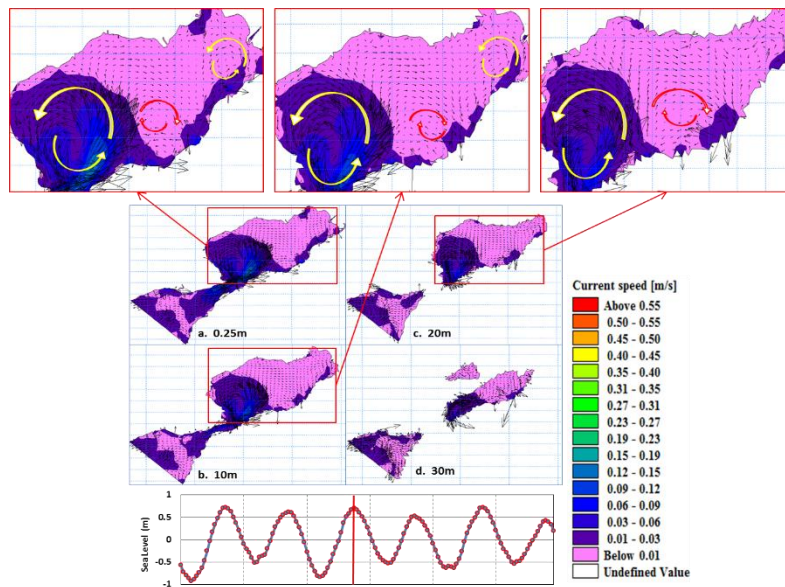 a. 0.25m
c. 20m
b. 10m
d. 30m
Current speed [m/s]
Above 0.55
0.50 - 0.55
0.45 - 0.50
0.40 - 0.45
0.35 - 0.40
0.31 - 0.35
0.27 - 0.31
0.23 - 0.27
0.19 - 0.23
0.15 - 0.19
0.12 - 0.15
0.09 - 0.12
0.06 - 0.09
0.03 - 0.06
0.01 - 0.03
Below 0.01
Undefined Value
Sea Level (m)
1
0.5
0
-0.5
-1